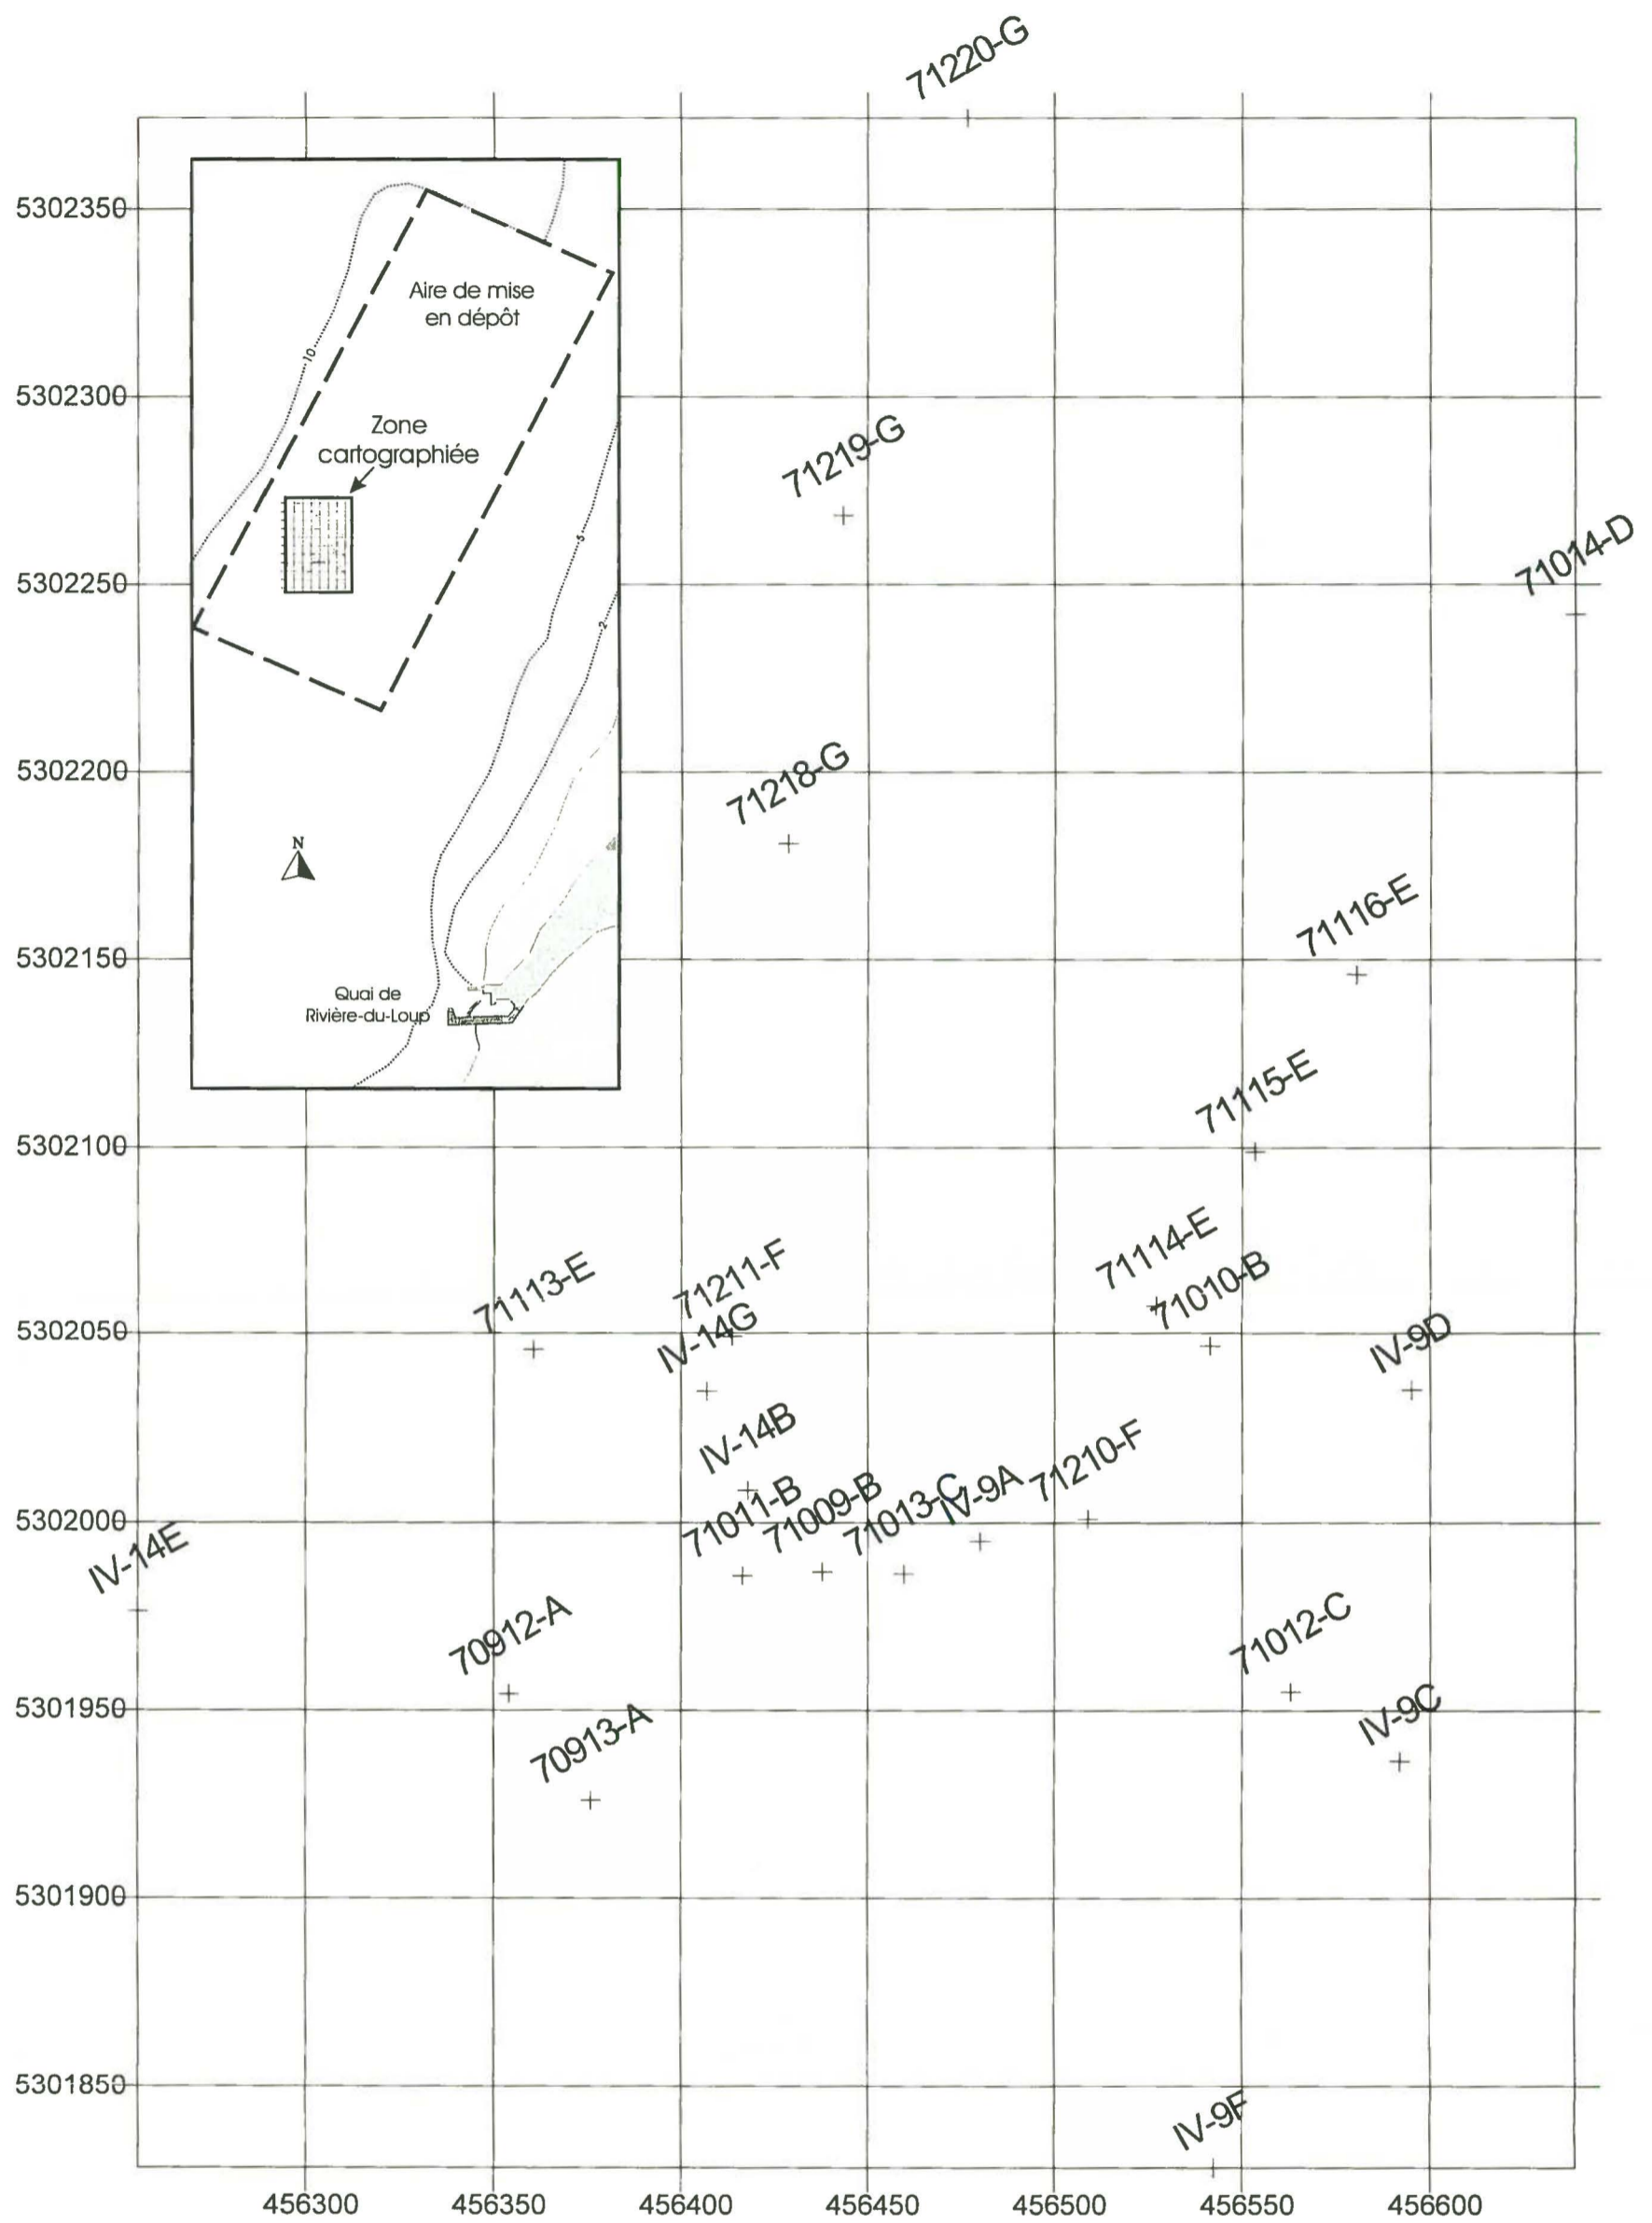 71220-G
5302350
Aire de mise
en dépôt
10
5302300
Zone
cartographiée
71219-G
5
71014-D
5302250
2
5302200
71218-G
N
71116-E
5302150
Quai de
Rivière-du-Loup
71115-E
5302100
71114-E
71113-E
71211-F
71010-B
5302050
IV-14G
IV-9D
IV-14B
71210-F
71011-B
71009-B
71013-C
IV-9A
5302000
IV-14E
70912-A
71012-C
5301950
70913-A
IV-9C
5301900
5301850
IV-9F
456300 456350 456400 456450 456500 456550 456600